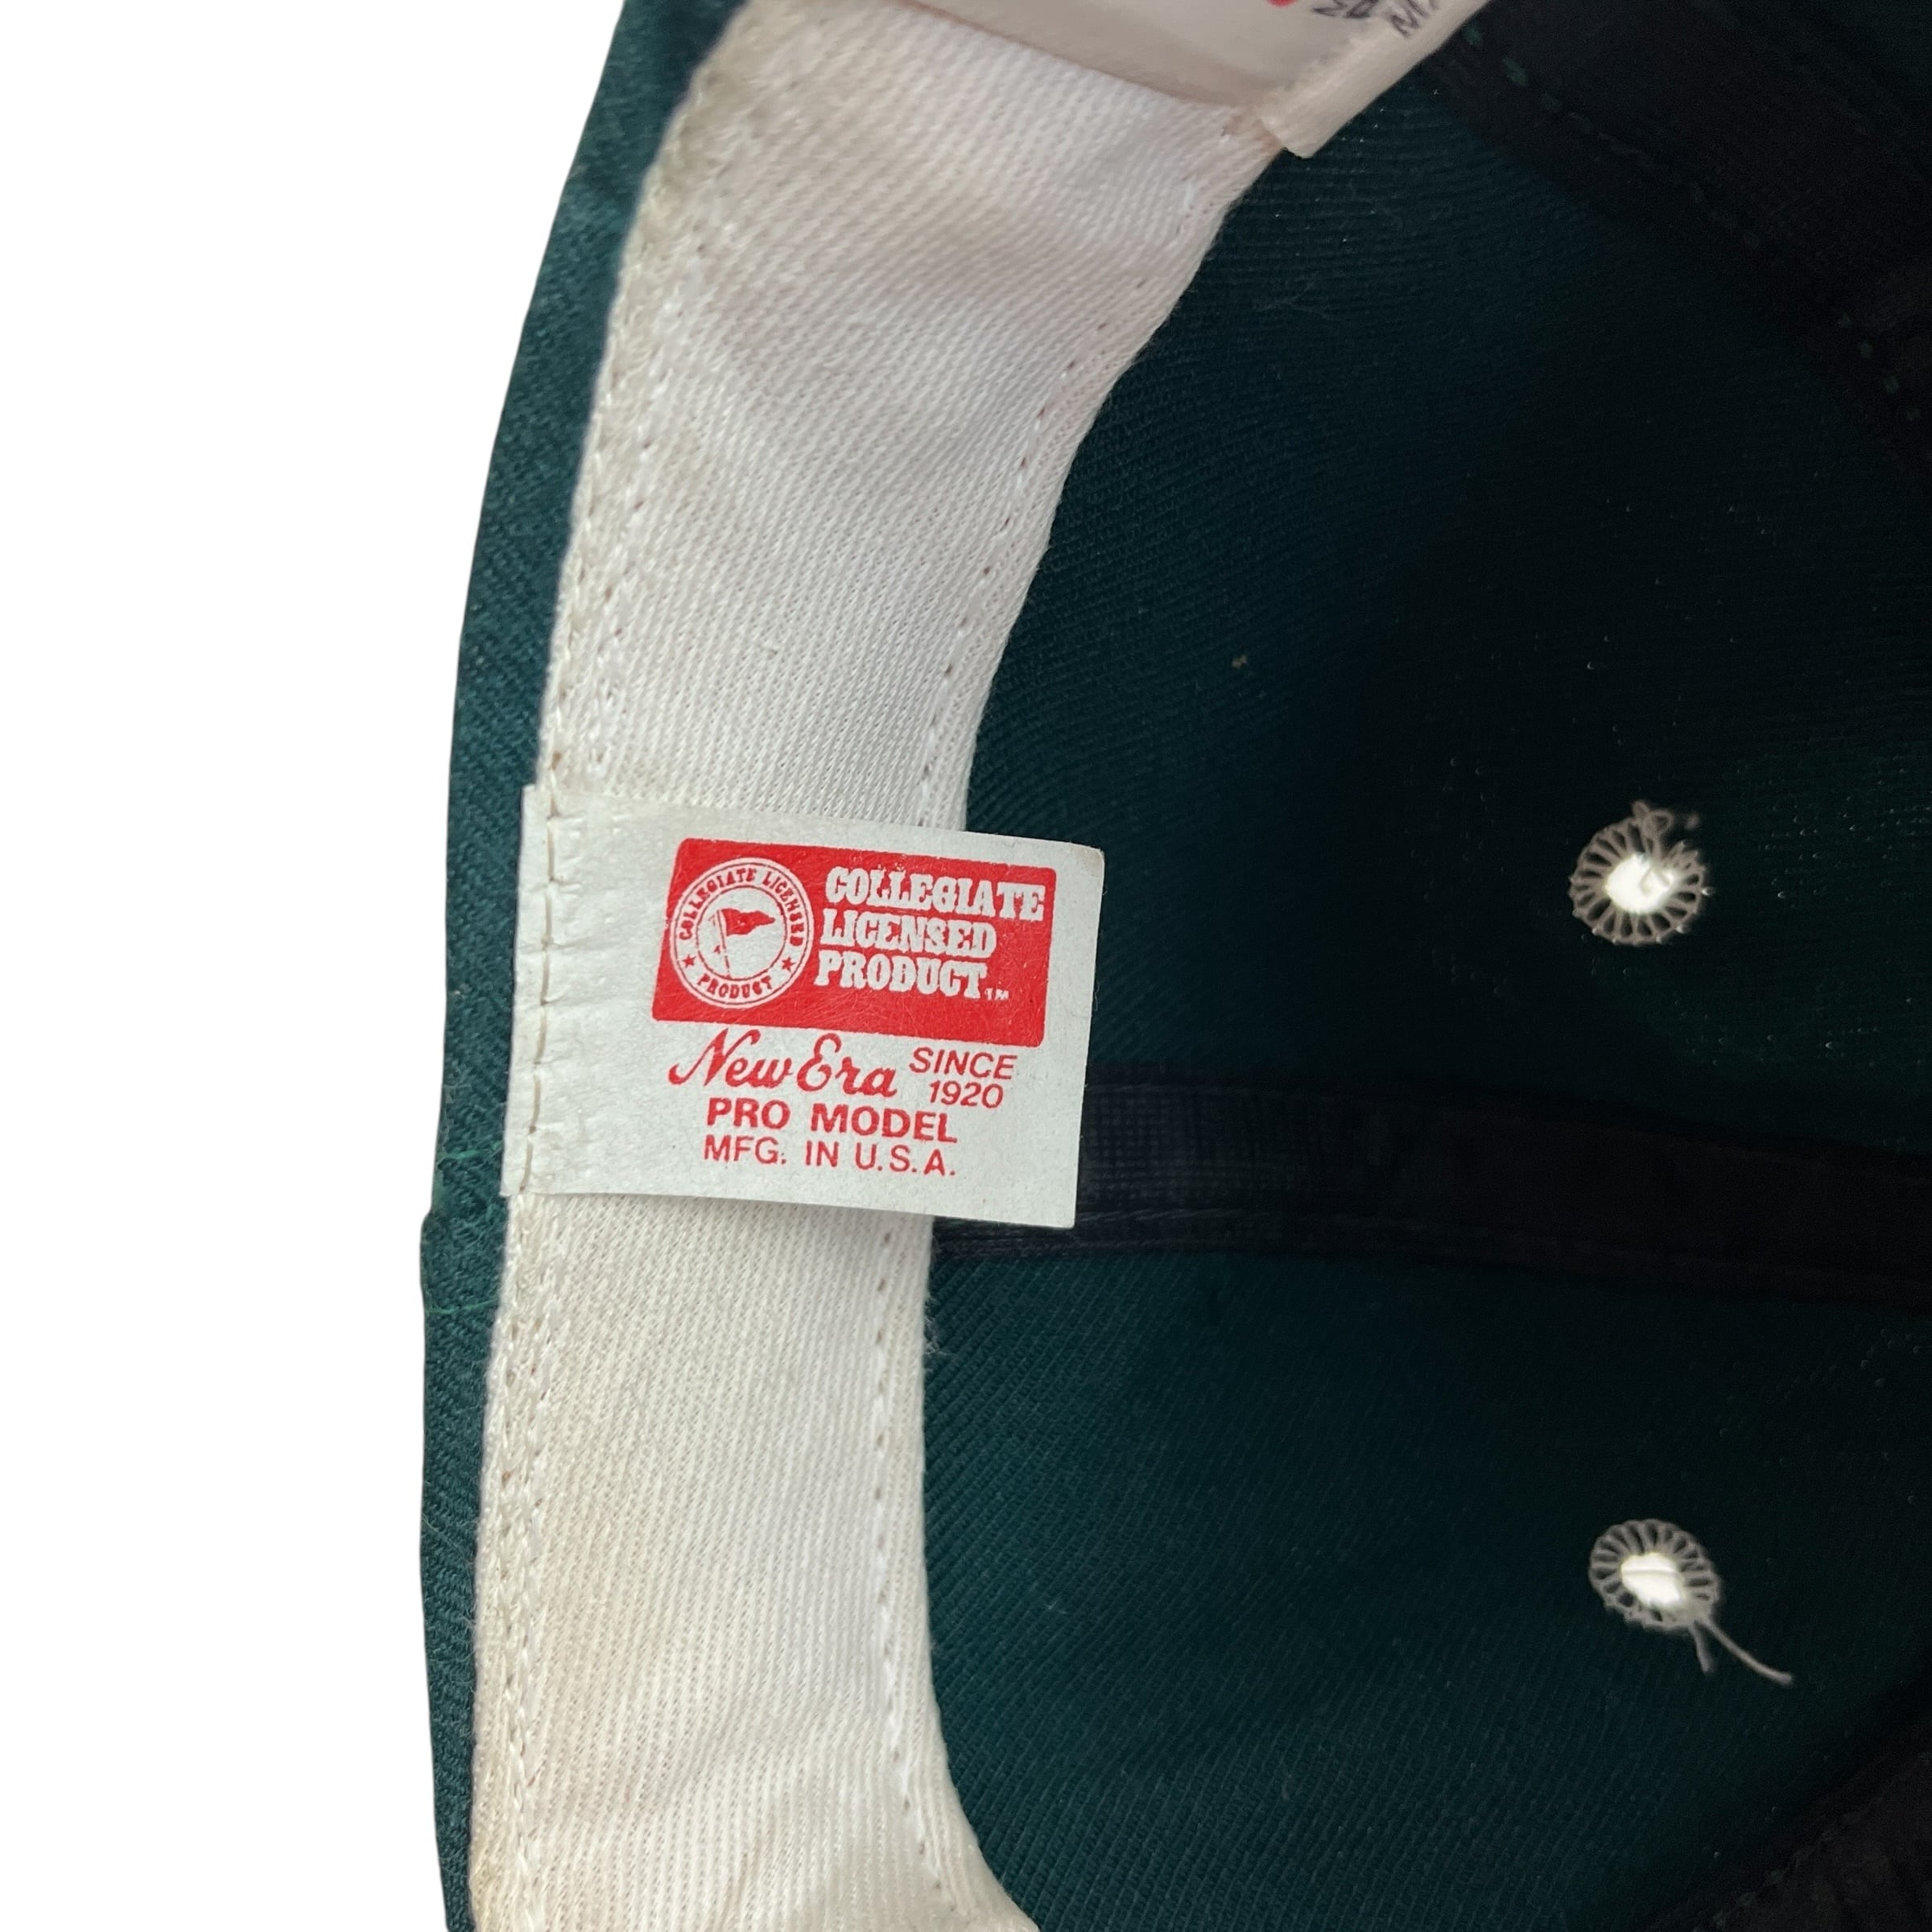 COLLEGIATE LICENSED
PRODUCT
COLLEGIATE
LICENSED
PRODUCT™
New Era SINCE
1920
PRO MODEL
MFG. IN U.S.A.